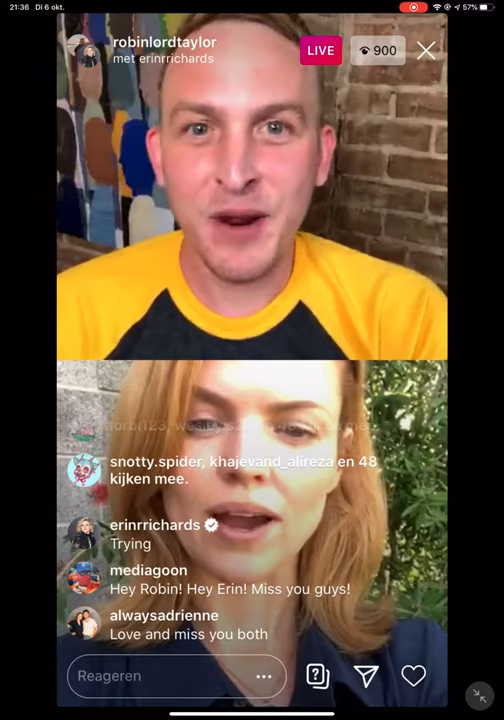 21:36 Di 6 okt. 57%
robinlordtaylor
met erinrrichards
LIVE
900
snotty.spider, khajevand_alireza en 48
kijken mee.
erinrrichards
Trying
mediagoon
Hey Robin! Hey Erin! Miss you guys!
alwaysadrienne
Love and miss you both
Reageren